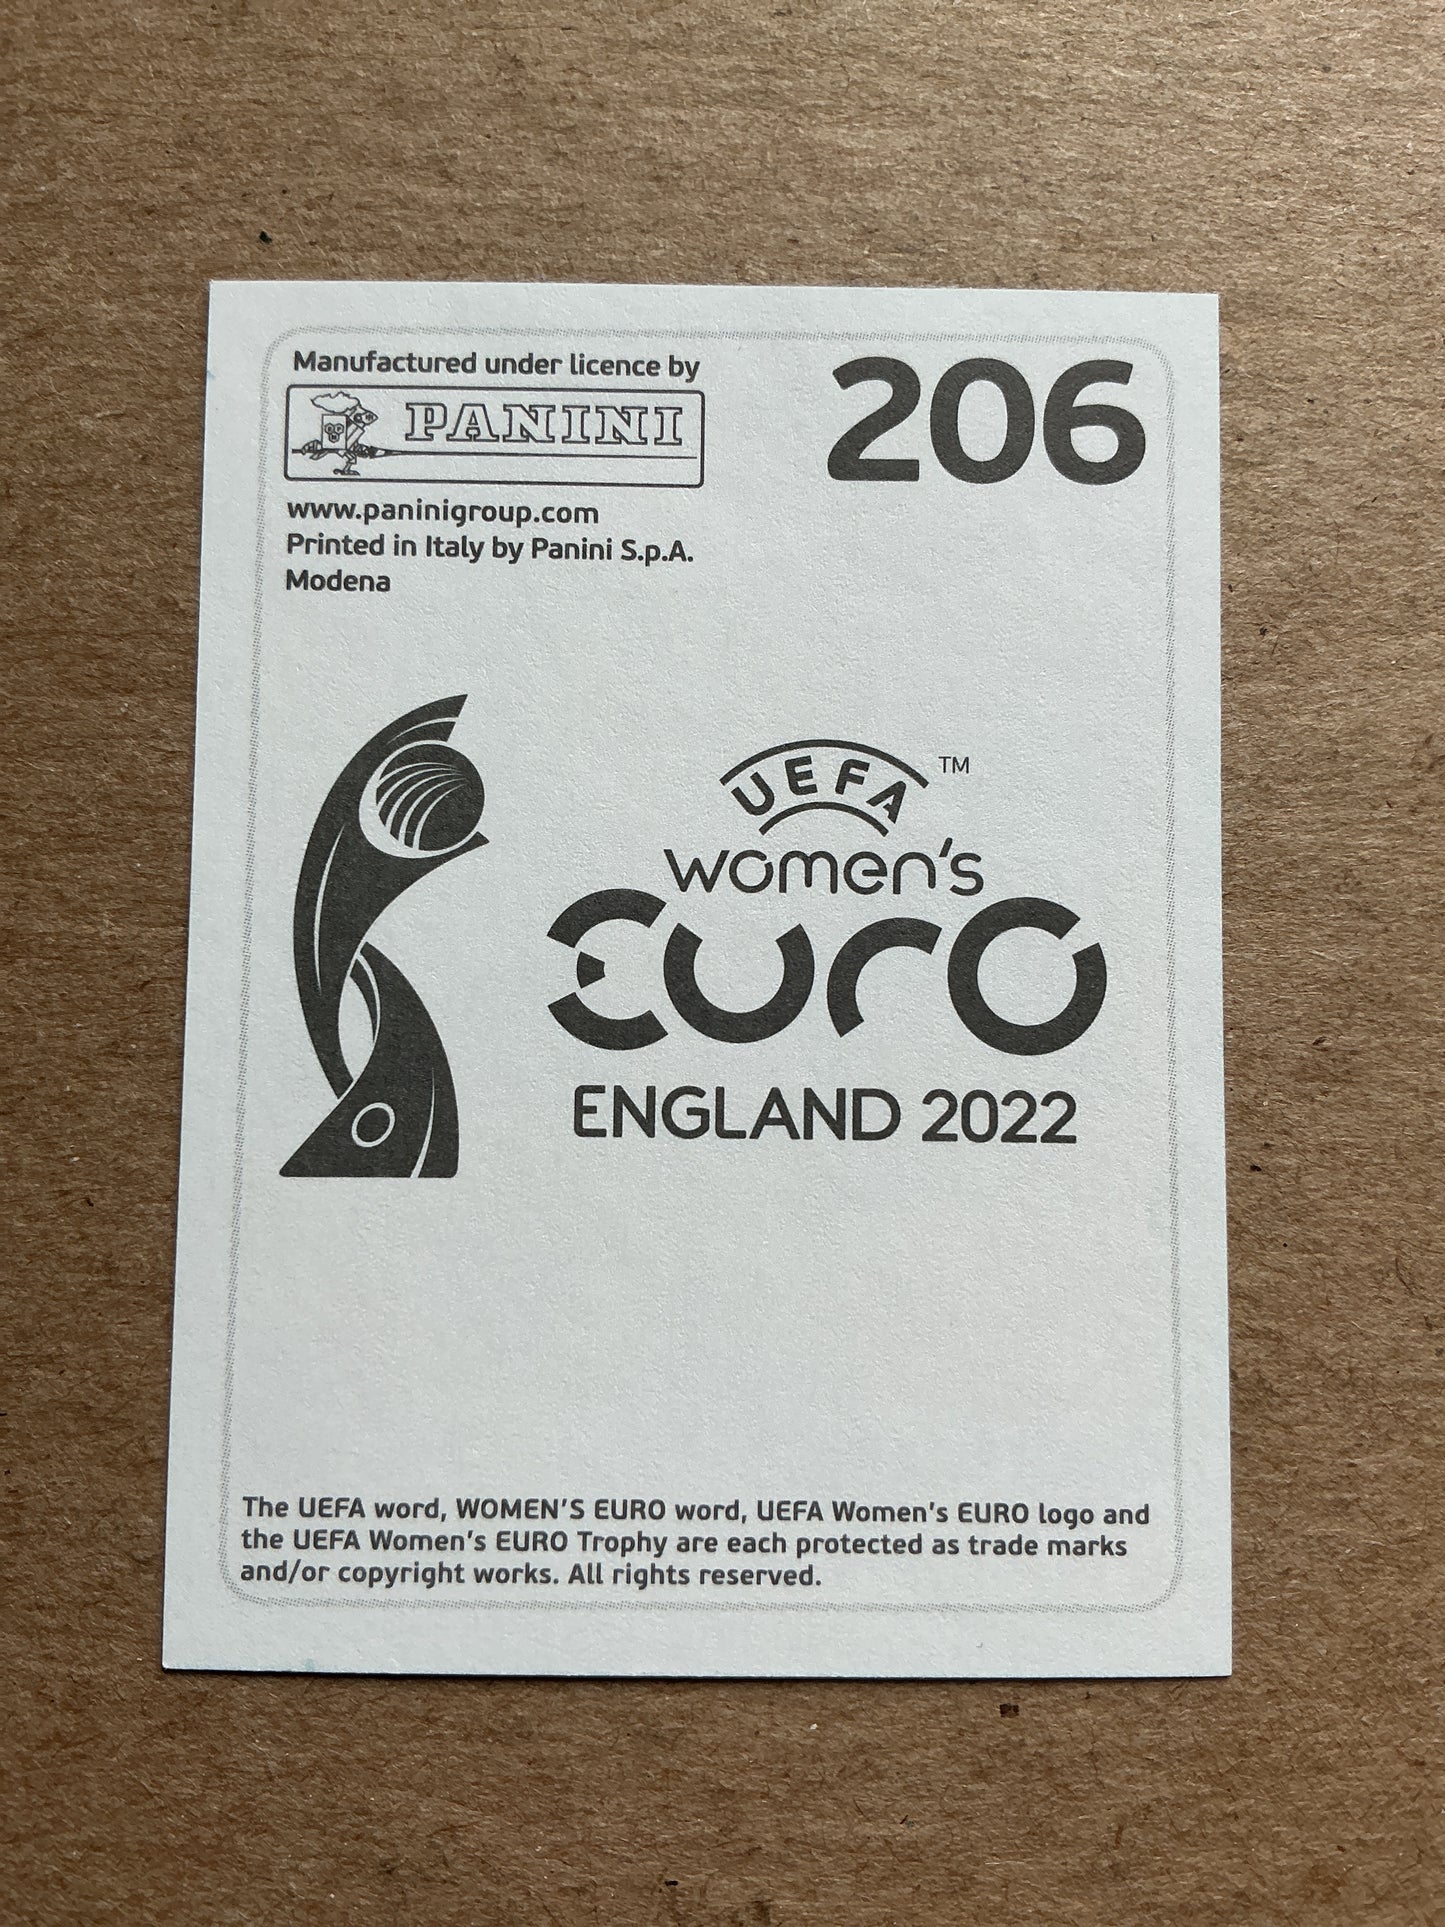 Manufactured under licence by
PANINI
206
www.paninigroup.com
Printed in Italy by Panini S.p.A.
Modena
UEFA TM
women's
EURO
ENGLAND 2022
The UEFA word, WOMEN'S EURO word, UEFA Women's EURO logo and
the UEFA Women's EURO Trophy are each protected as trade marks
and/or copyright works. All rights reserved.